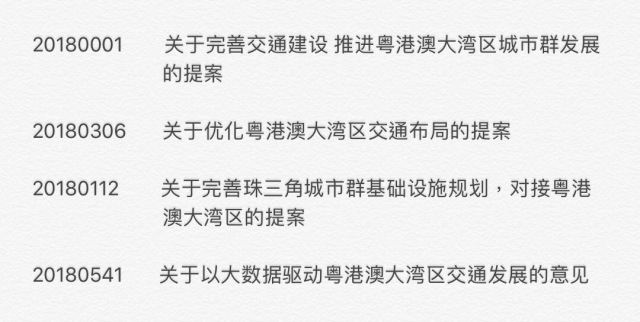 20180001 关于完善交通建设 推进粤港澳大湾区城市群发展
的提案
20180306 关于优化粤港澳大湾区交通布局的提案
20180112 关于完善珠三角城市群基础设施规划，对接粤港
澳大湾区的提案
20180541 关于以大数据驱动粤港澳大湾区交通发展的意见